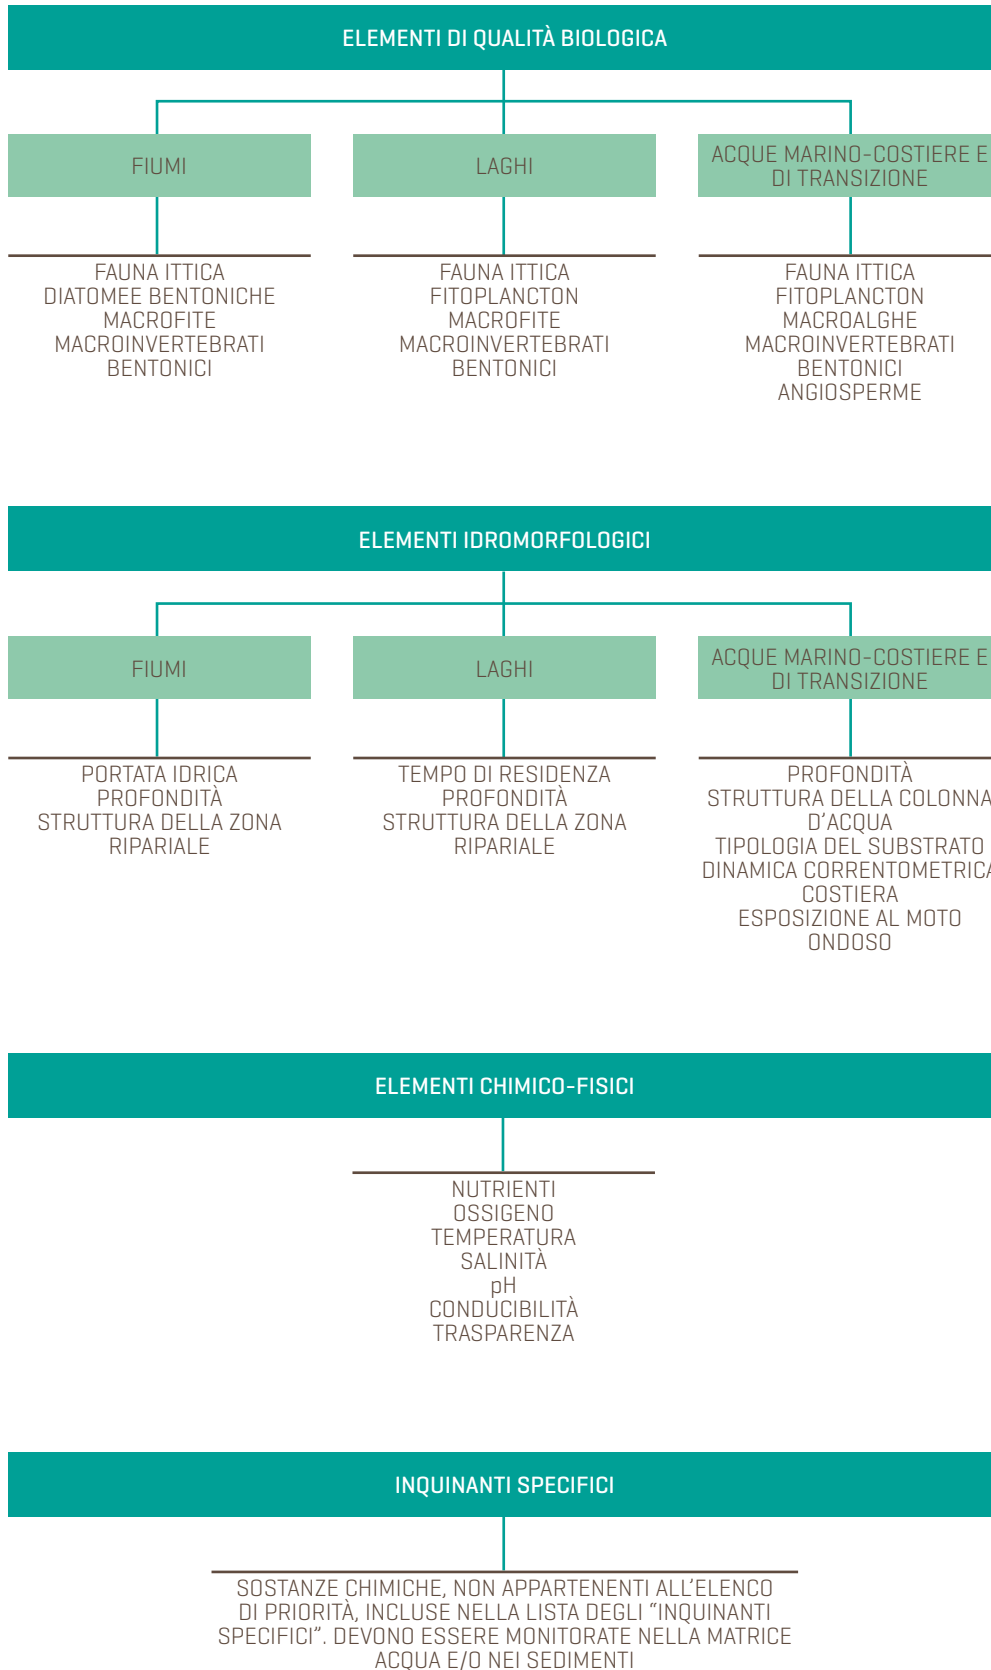 ELEMENTI DI QUALITÀ BIOLOGICA
FIUMI
FAUNA ITTICA
DIATOMEE BENTONICHE
MACROFITE
MACROINVERTEBRATI
BENTONICI
LAGHI
FAUNA ITTICA
FITOPLANCTON
MACROFITE
MACROINVERTEBRATI
BENTONICI
ACQUE MARINO-COSTIERE E
DI TRANSIZIONE
FAUNA ITTICA
FITOPLANCTON
MACROALGHE
MACROINVERTEBRATI
BENTONICI
ANGIOSPERME
ELEMENTI IDROMORFOLOGICI
FIUMI
PORTATA IDRICA
PROFONDITÀ
STRUTTURA DELLA ZONA
RIPARIALE
LAGHI
TEMPO DI RESIDENZA
PROFONDITÀ
STRUTTURA DELLA ZONA
RIPARIALE
ACQUE MARINO-COSTIERE E
DI TRANSIZIONE
PROFONDITÀ
STRUTTURA DELLA COLONNA
D'ACQUA
TIPOLOGIA DEL SUBSTRATO
DINAMICA CORRENTOMETRICA
COSTIERA
ESPOSIZIONE AL MOTO
ONDOSO
ELEMENTI CHIMICO-FISICI
NUTRIENTI
OSSIGENO
TEMPERATURA
SALINITÀ
pH
CONDUCIBILITÀ
TRASPARENZA
INQUINANTI SPECIFICI
SOSTANZE CHIMICHE, NON APPARTENENTI ALL'ELENCO
DI PRIORITÀ, INCLUSE NELLA LISTA DEGLI “INQUINANTI
SPECIFICI”. DEVONO ESSERE MONITORATE NELLA MATRICE
ACQUA E/O NEI SEDIMENTI